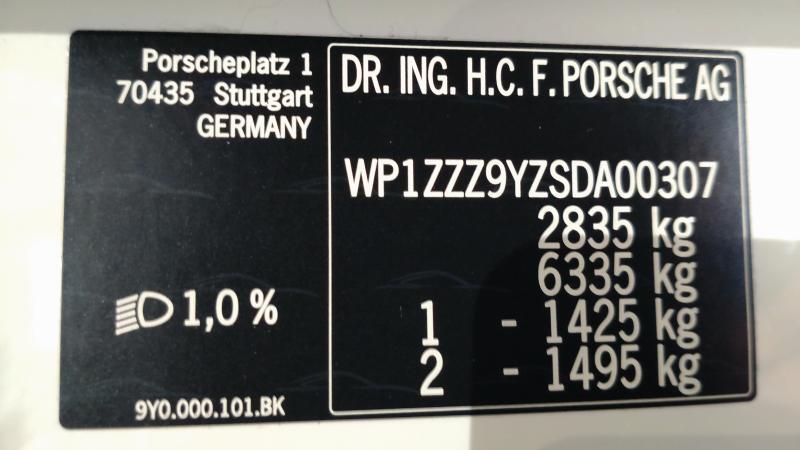 Porscheplatz 1
70435 Stuttgart
GERMANY
DR. ING. H.C. F. PORSCHE AG
WP1ZZZ9YZSDA00307
2835 kg
6335 kg
1 - 1425 kg
2 - 1495 kg
1,0 %
9Y0.000.101.BK